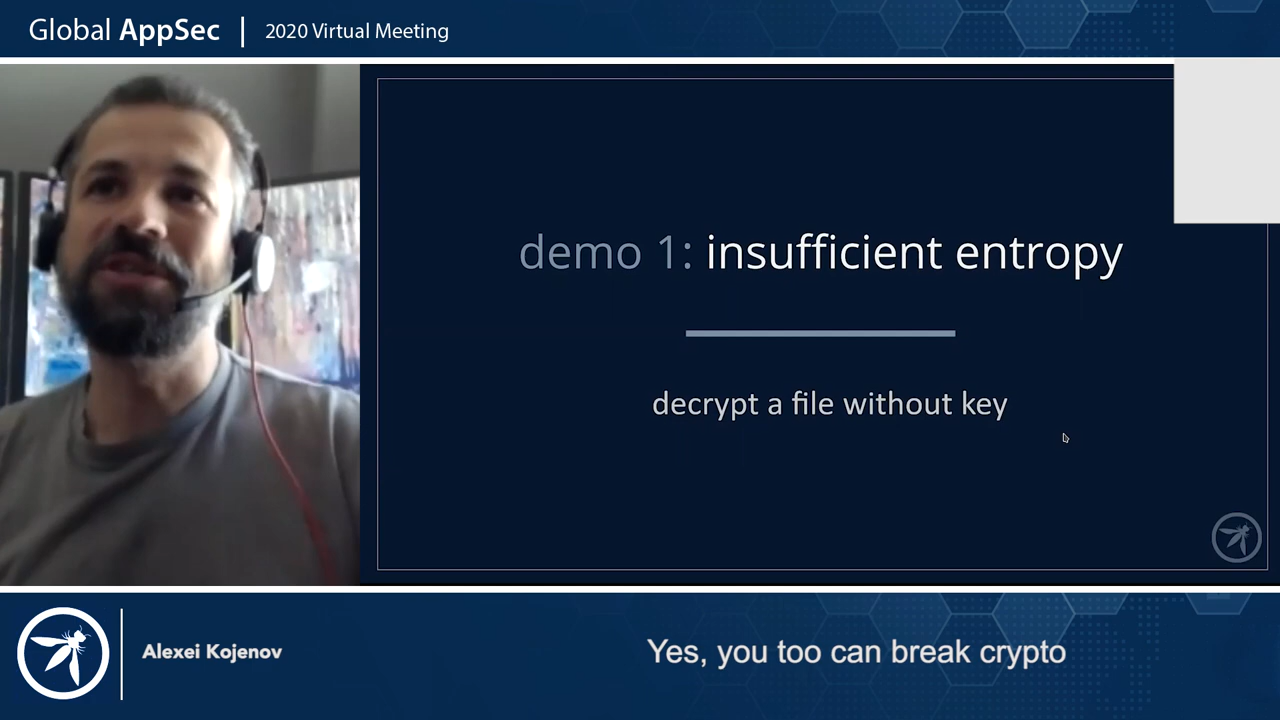 Global AppSec | 2020 Virtual Meeting
demo 1: insufficient entropy
decrypt a file without key
Alexei Kojenov
Yes, you too can break crypto